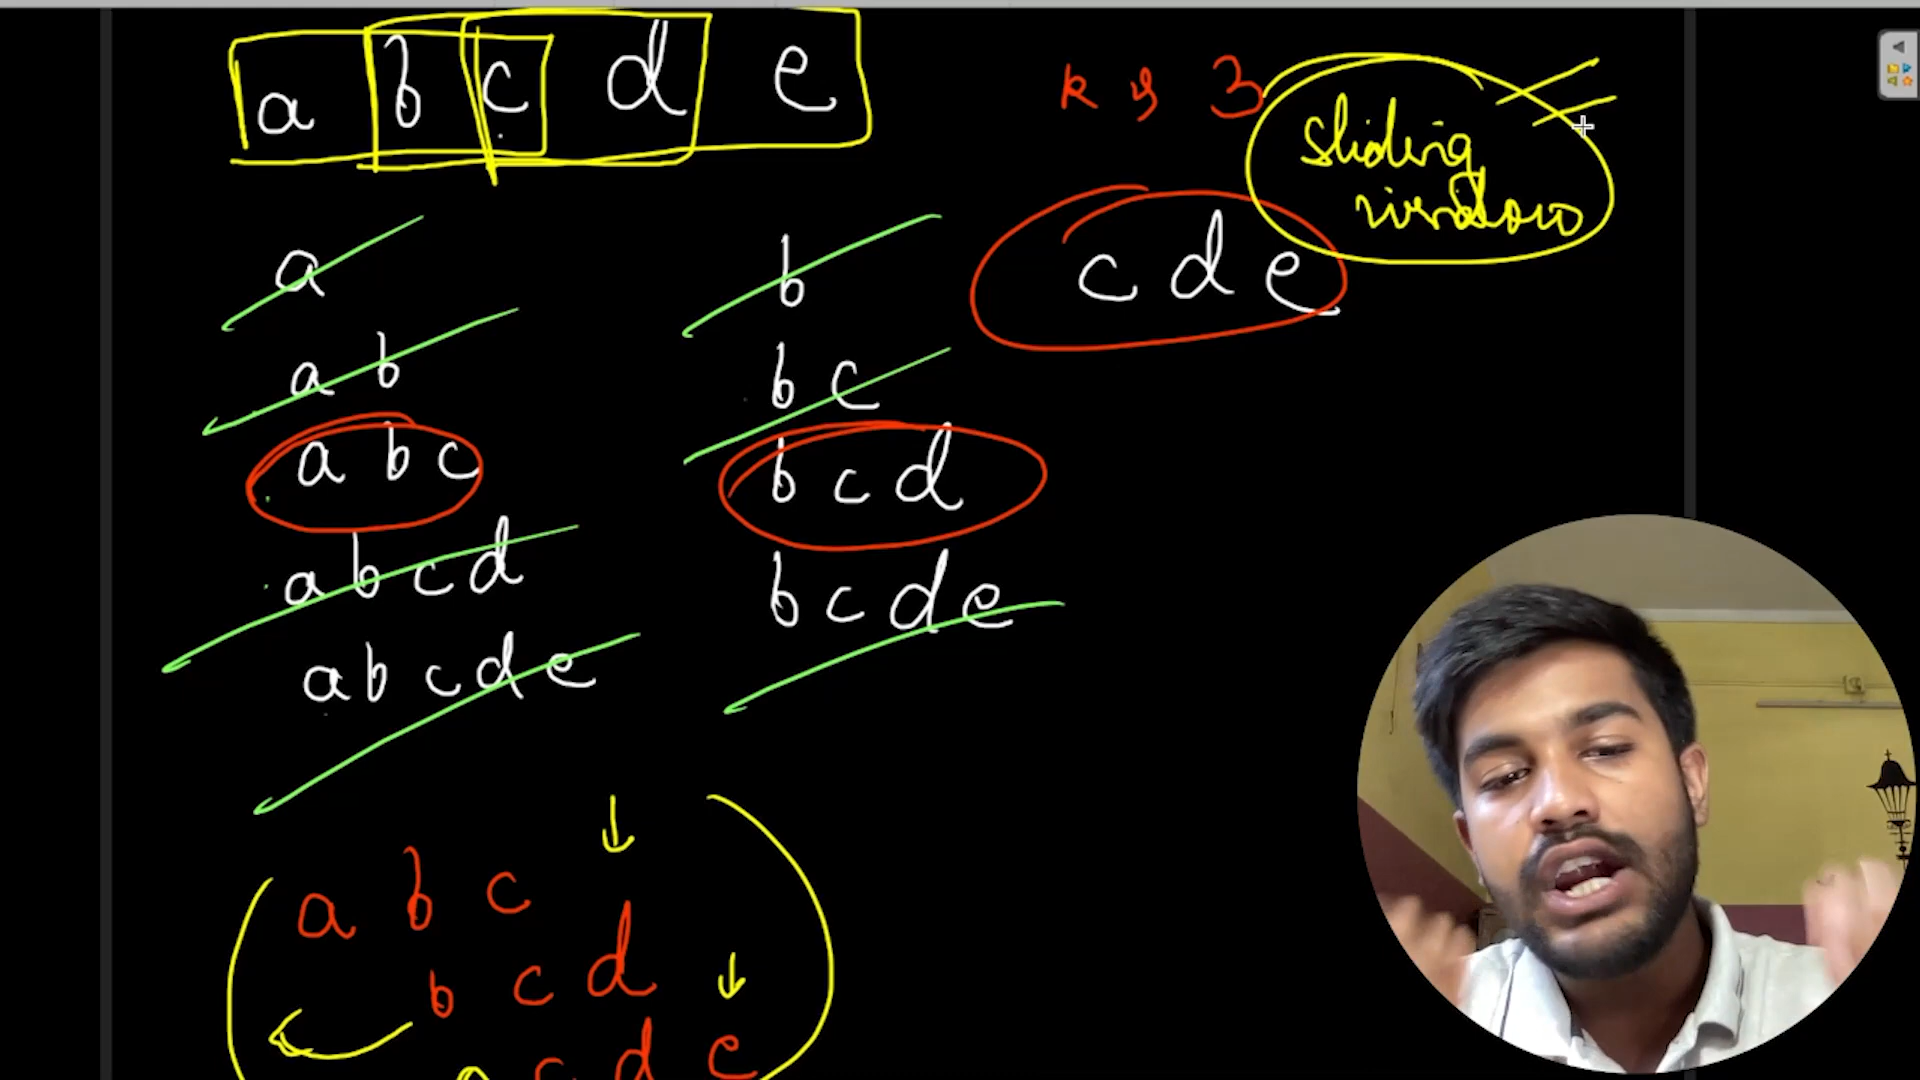 a b c d e
k is 3
sliding
window
a
a b
a b c
a b c d
a b c d e
b
b c
b c d
b c d e
c d e
a b c
b c d
c d e